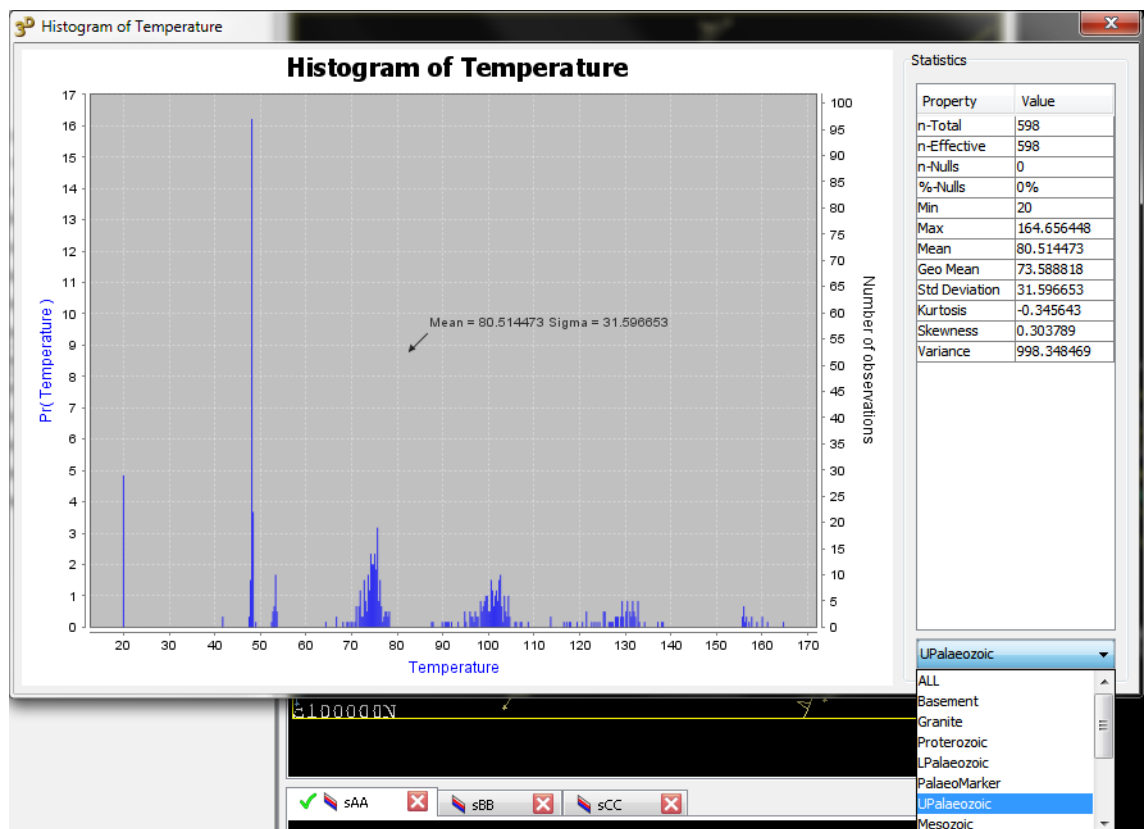 3D Histogram of Temperature
Histogram of Temperature
17
16
15
14
13
12
11
10
9
8
7
6
5
4
3
2
1
0
Pr( Temperature )
100
95
90
85
80
75
70
65
60
55
50
45
40
35
30
25
20
15
10
5
0
Number of observations
Mean = 80.514473 Sigma = 31.596653
20 30 40 50 60 70 80 90 100 110 120 130 140 150 160 170
Temperature
Statistics
Property Value
n-Total 598
n-Effective 598
n-Nulls 0
%-Nulls 0%
Min 20
Max 164.656448
Mean 80.514473
Geo Mean 73.588818
Std Deviation 31.596653
Kurtosis -0.345643
Skewness 0.303789
Variance 998.348469
UPalaeozoic
ALL
Basement
Granite
Proterozoic
LPalaeozoic
PalaeoMarker
UPalaeozoic
Mesozoic
sAA sBB sCC